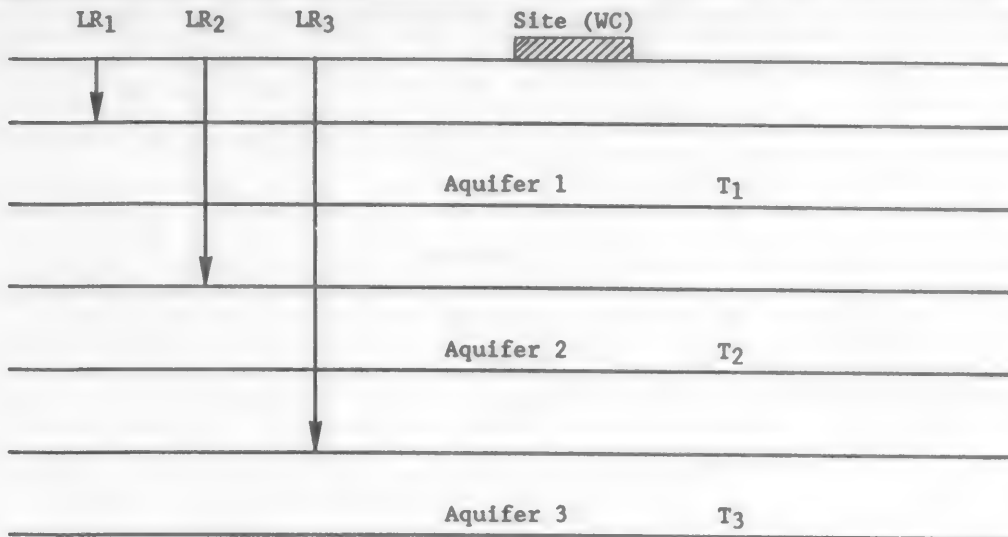 LR1 LR2 LR3 Site (WC)
Aquifer 1 T1
Aquifer 2 T2
Aquifer 3 T3